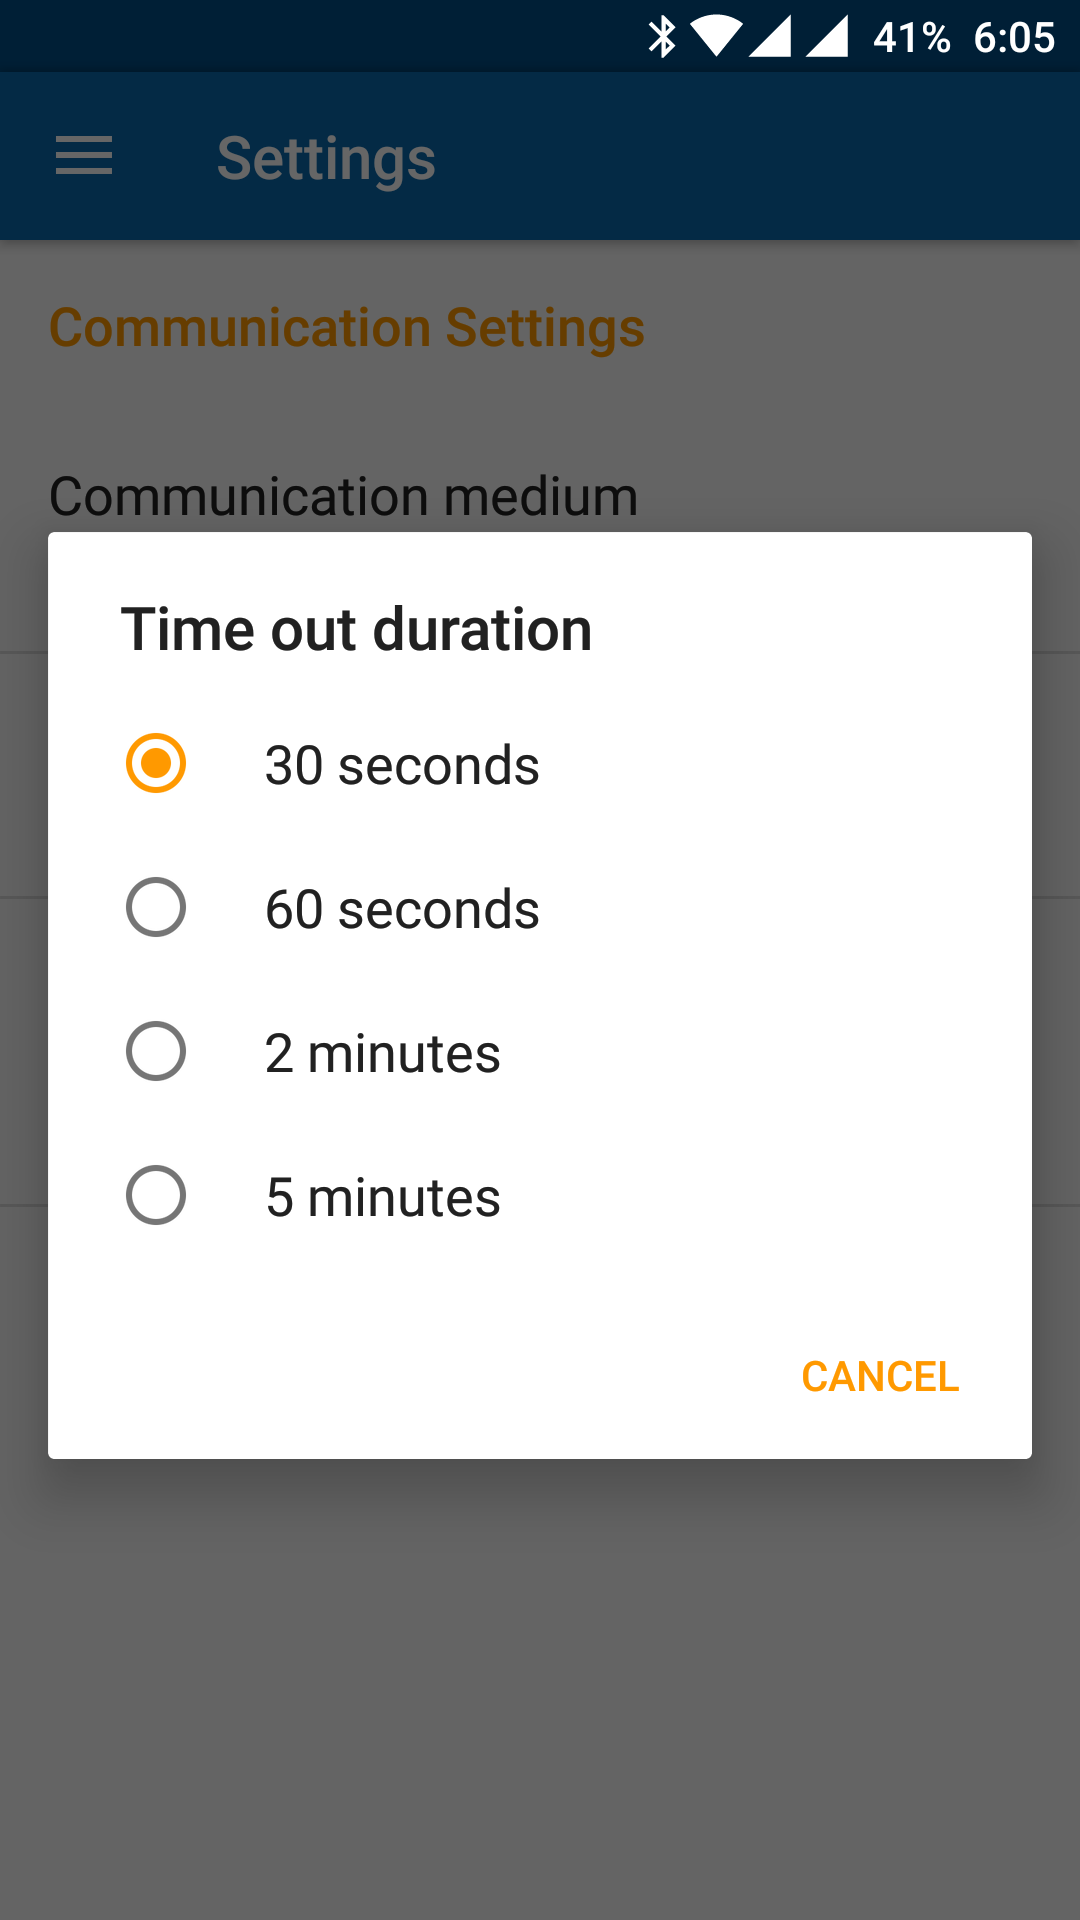 41% 6:05
Settings
Communication Settings
Communication medium
Time out duration
30 seconds
60 seconds
2 minutes
5 minutes
CANCEL